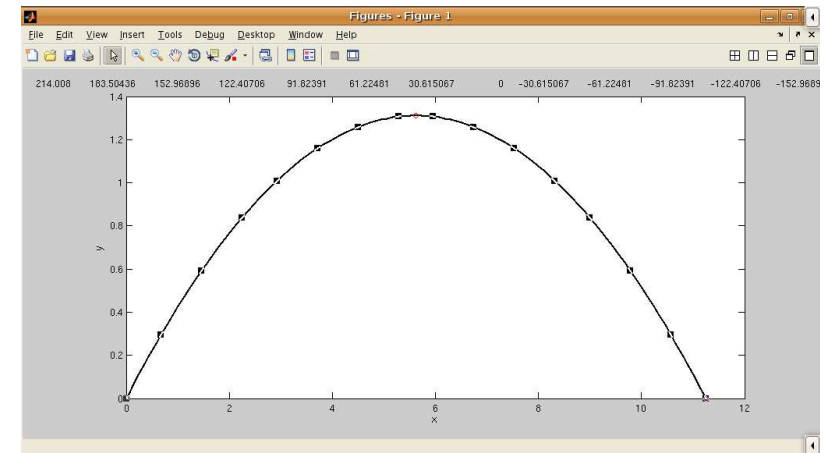 Figures - Figure 1
File Edit View Insert Tools Debug Desktop Window Help
214.008 183.50436 152.96896 122.40706 91.82391 61.22481 30.615067 0 -30.615067 -61.22481 -91.82391 -122.40706 -152.9689
1.4
1.2
1
0.8
y
0.6
0.4
0.2
0
0 2 4 6 8 10 12
x